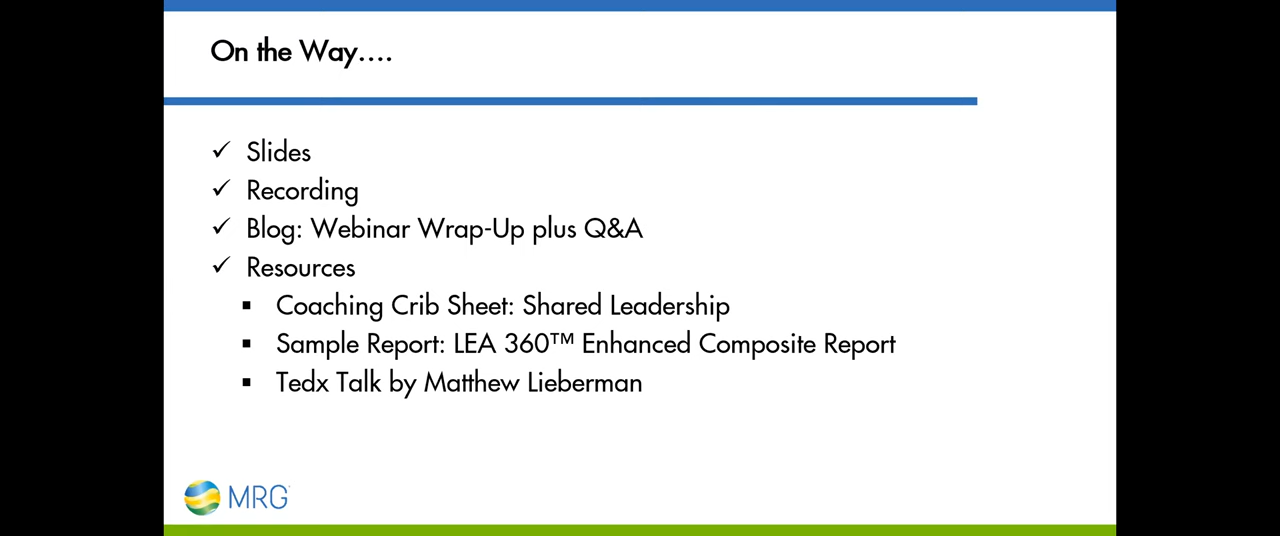 On the Way....
✓ Slides
✓ Recording
✓ Blog: Webinar Wrap-Up plus Q&A
✓ Resources
▪ Coaching Crib Sheet: Shared Leadership
▪ Sample Report: LEA 360™ Enhanced Composite Report
▪ Tedx Talk by Matthew Lieberman
MRG